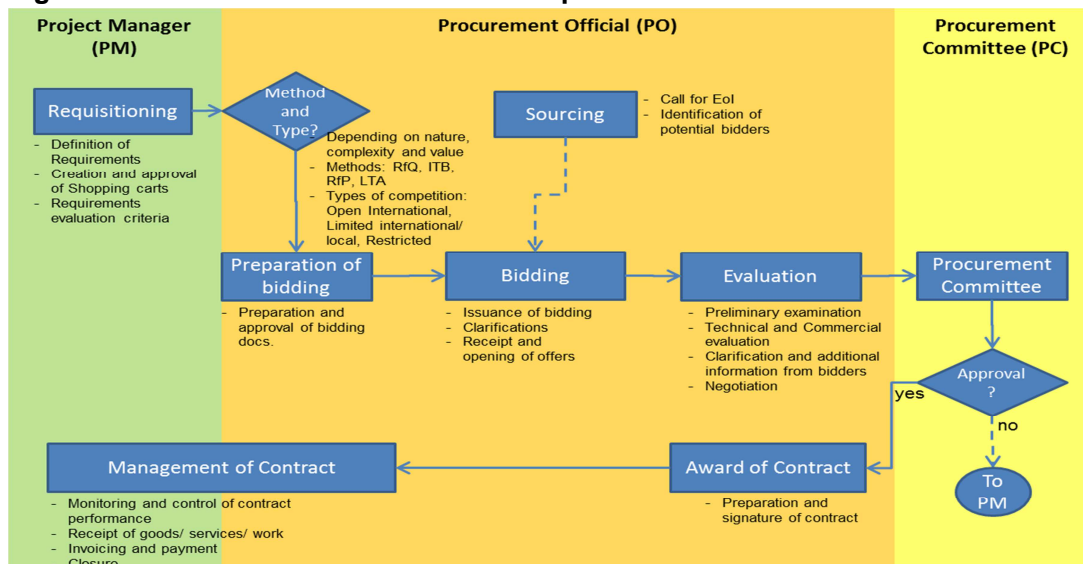 Project Manager
(PM)
Procurement Official (PO)
Procurement
Committee (PC)
Requisitioning
- Definition of
Requirements
- Creation and approval
of Shopping carts
- Requirements
evaluation criteria
Method
and
Type?
- Depending on nature,
complexity and value
- Methods: RfQ, ITB,
RfP, LTA
- Types of competition:
Open International,
Limited international/
local, Restricted
Sourcing
- Call for EoI
- Identification of
potential bidders
Preparation of
bidding
- Preparation and
approval of bidding
docs.
Bidding
- Issuance of bidding
- Clarifications
- Receipt and
opening of offers
Evaluation
- Preliminary examination
- Technical and Commercial
evaluation
- Clarification and additional
information from bidders
- Negotiation
Procurement
Committee
Approval
?
yes
no
To
PM
Award of Contract
- Preparation and
signature of contract
Management of Contract
- Monitoring and control of contract
performance
- Receipt of goods/ services/ work
- Invoicing and payment
- Closure